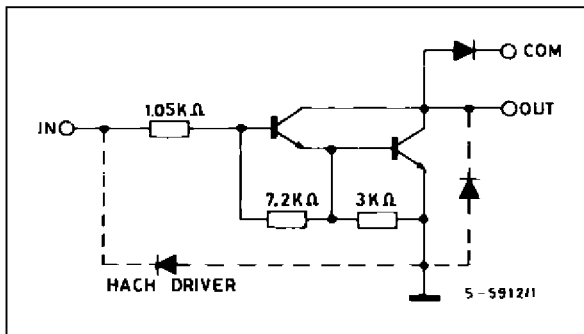 COM
1.05KΩ
IN
OUT
7.2KΩ
3KΩ
HACH DRIVER
5-5912/1